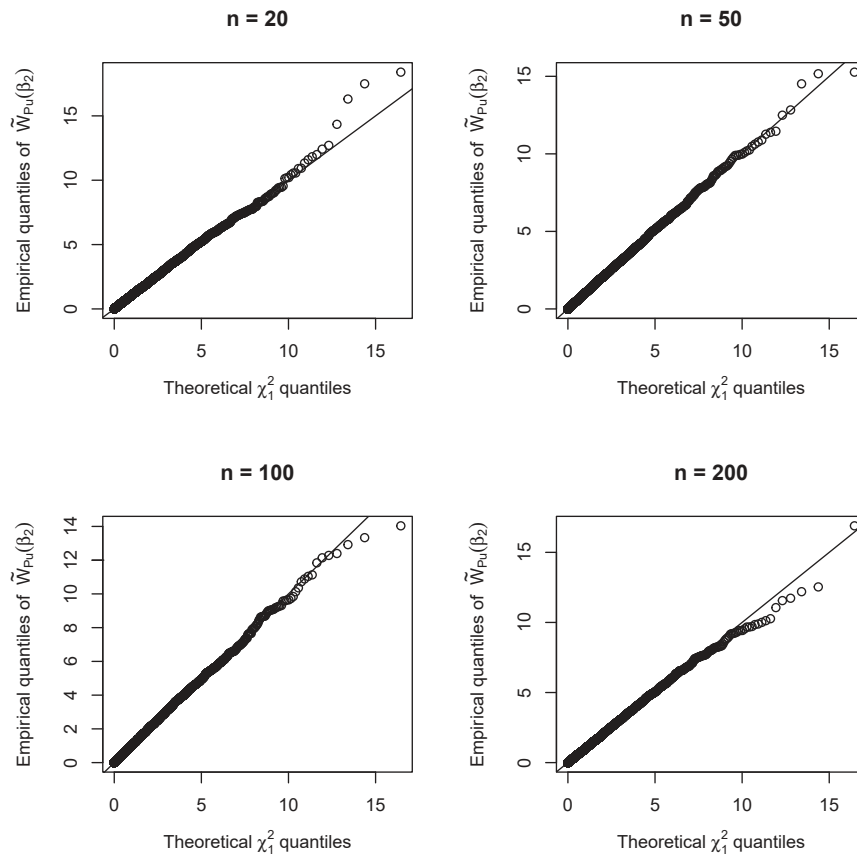 n = 20
Empirical quantiles of W̃Pu(β2)
15
10
5
0
0 5 10 15
Theoretical χ²₁ quantiles
n = 50
Empirical quantiles of W̃Pu(β2)
15
10
5
0
0 5 10 15
Theoretical χ²₁ quantiles
n = 100
Empirical quantiles of W̃Pu(β2)
14
12
10
8
6
4
2
0
0 5 10 15
Theoretical χ²₁ quantiles
n = 200
Empirical quantiles of W̃Pu(β2)
15
10
5
0
0 5 10 15
Theoretical χ²₁ quantiles